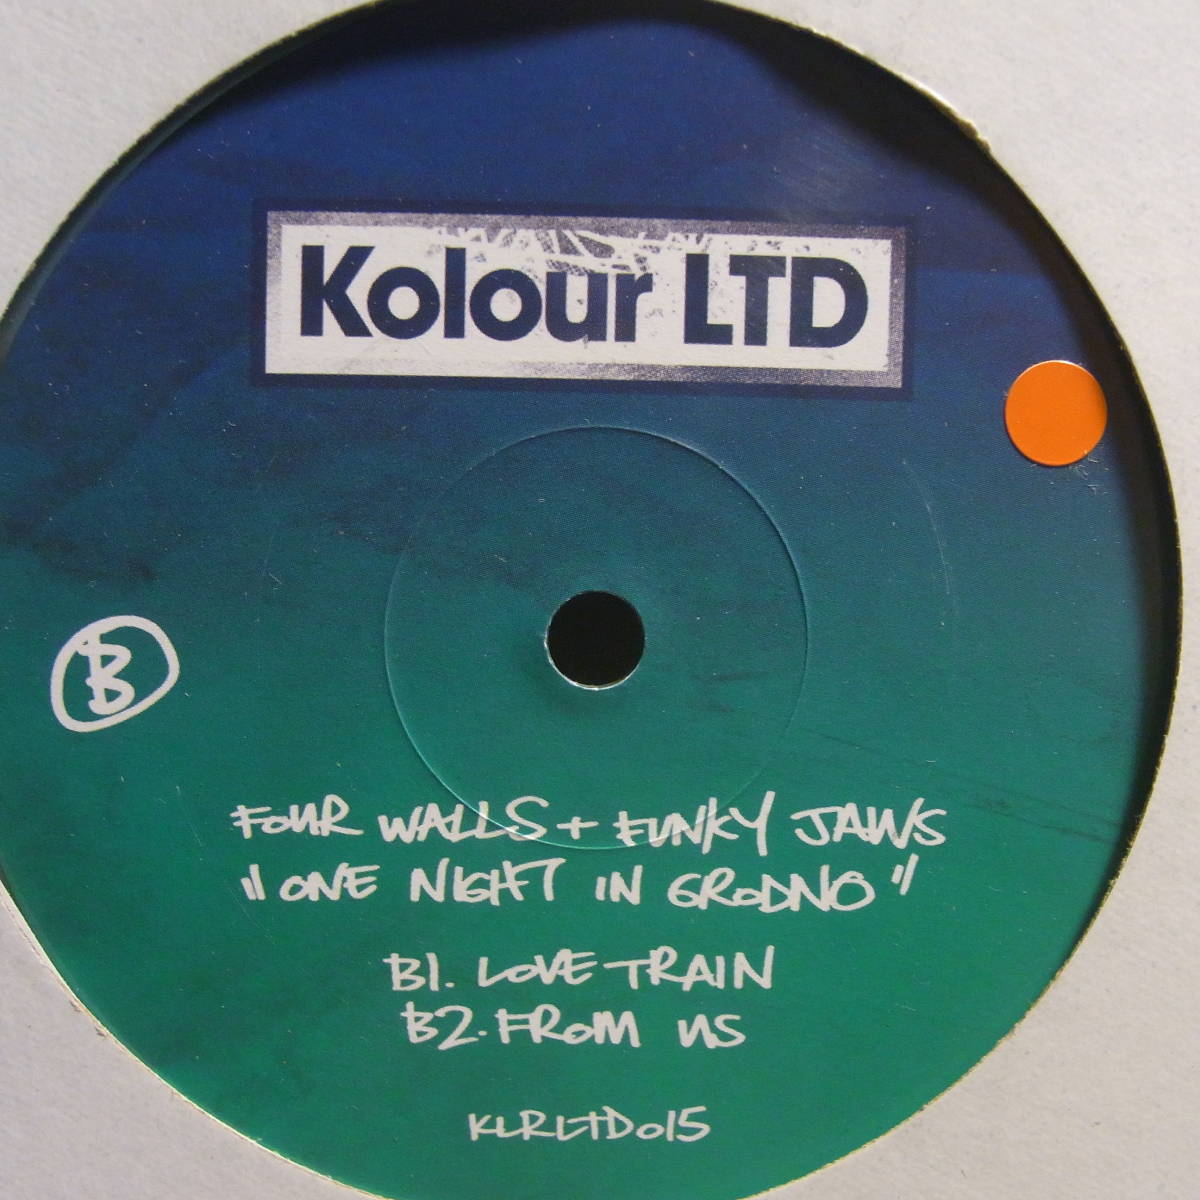 Kolour LTD
B
FOUR WALLS + FUNKY JAWS
"ONE NIGHT IN GRODNO"
B1. LOVE TRAIN
B2. FROM US
KLRLTD015